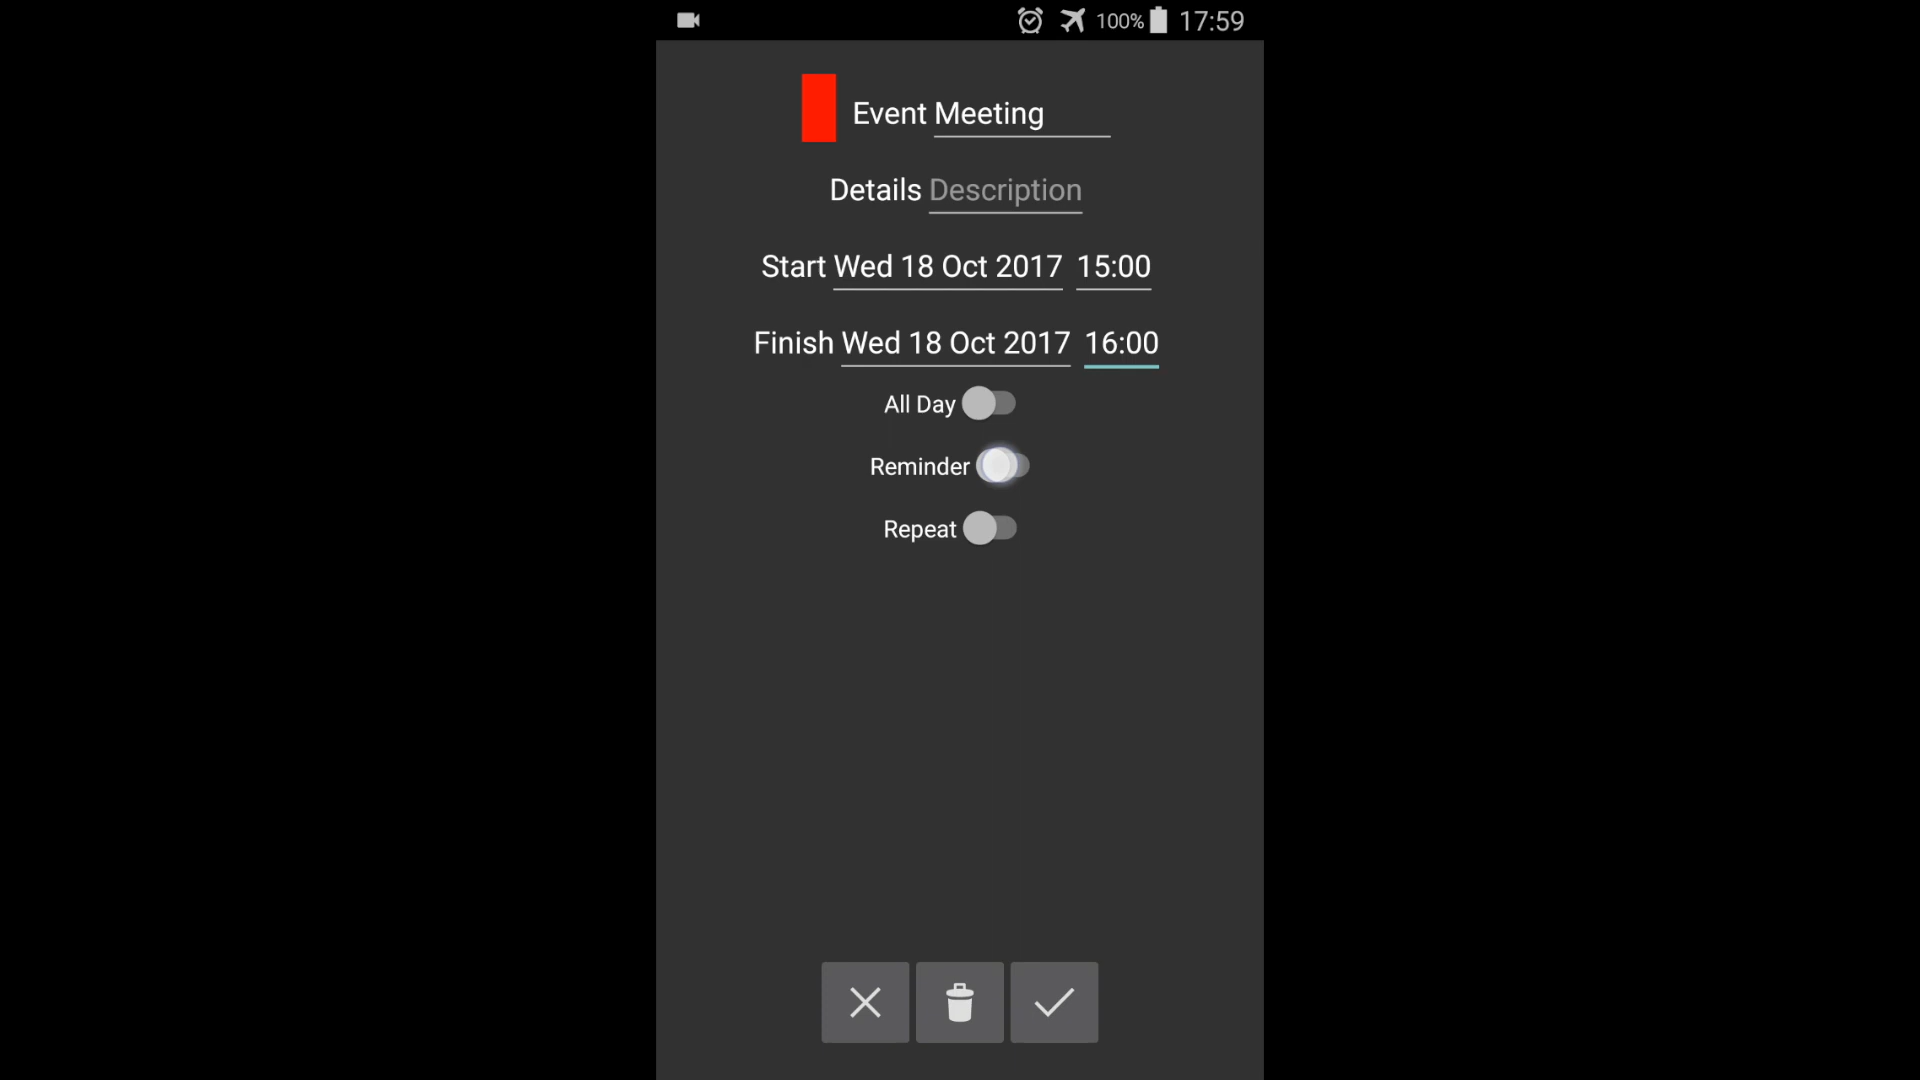 100% 17:59
Event Meeting
Details Description
Start Wed 18 Oct 2017 15:00
Finish Wed 18 Oct 2017 16:00
All Day
Reminder
Repeat